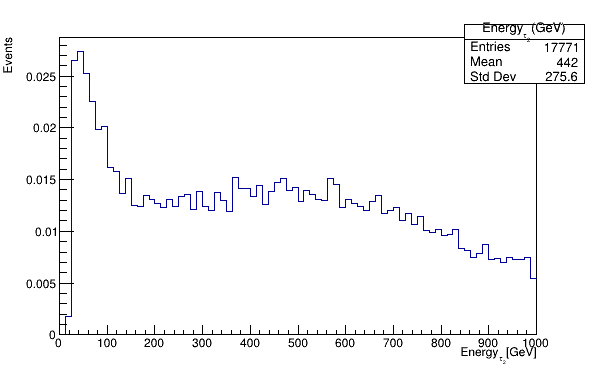 Energy_τ₂ (GeV)
Entries 17771
Mean 442
Std Dev 275.6
Events
0.025
0.02
0.015
0.01
0.005
0
0 100 200 300 400 500 600 700 800 900 1000
Energy_τ₂ [GeV]